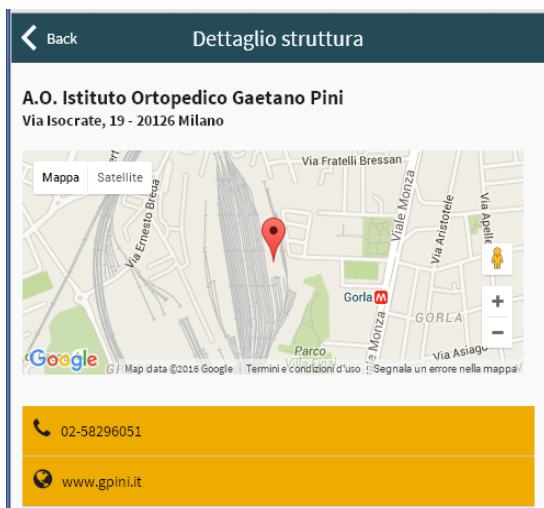 Back
Dettaglio struttura
A.O. Istituto Ortopedico Gaetano Pini
Via Isocrate, 19 - 20126 Milano
Mappa
Satellite
Via Fratelli Bressan
Via Ernesto Breda
Viale Monza
Via Aristotele
Via Apelle
Gorla M
GORLA
Viale Monza
Parco
Villa Finzi
Via Asiago
Google
Map data ©2016 Google
Termini e condizioni d'uso
Segnala un errore nella mappa
02-58296051
www.gpini.it